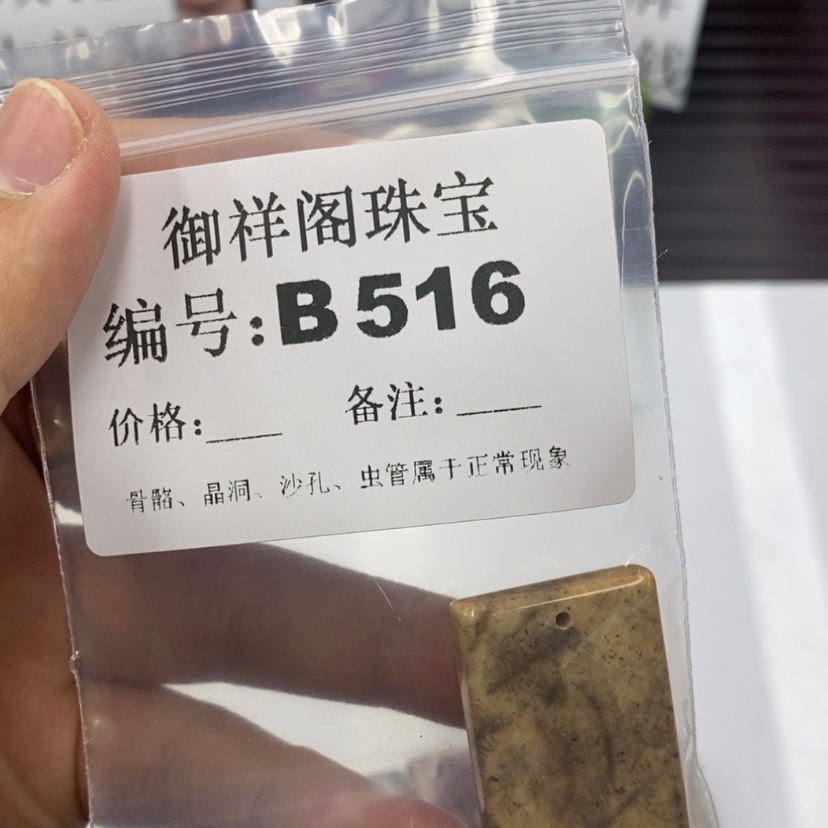 御祥阁珠宝
编号:B516
价格:___ 备注:____
骨骼、晶洞、沙孔、虫管属于正常现象